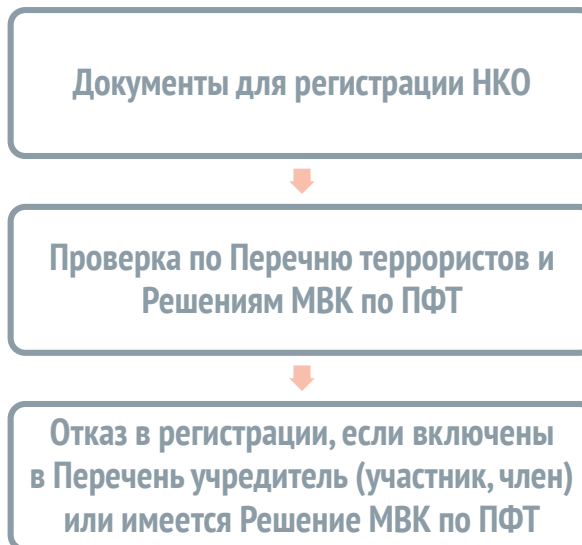 Документы для регистрации НКО
Проверка по Перечню террористов и
Решениям МВК по ПФТ
Отказ в регистрации, если включены
в Перечень учредитель (участник, член)
или имеется Решение МВК по ПФТ